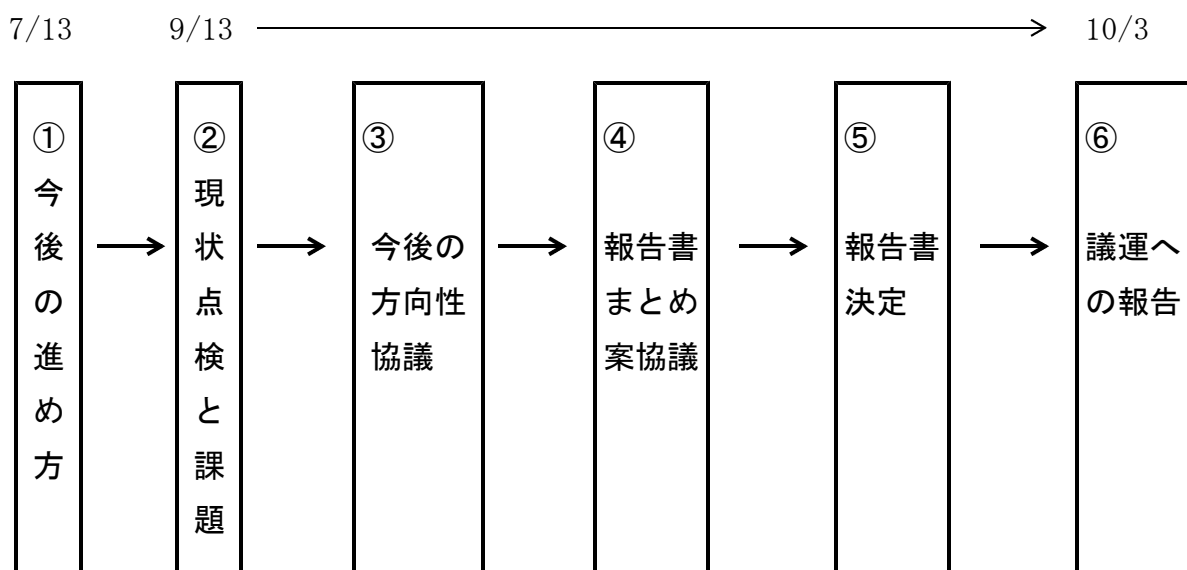 7/13
9/13
10/3
①
今後の進め方
②
現状点検と課題
③
今後の
方向性
協議
④
報告書
まとめ
案協議
⑤
報告書
決定
⑥
議運へ
の報告